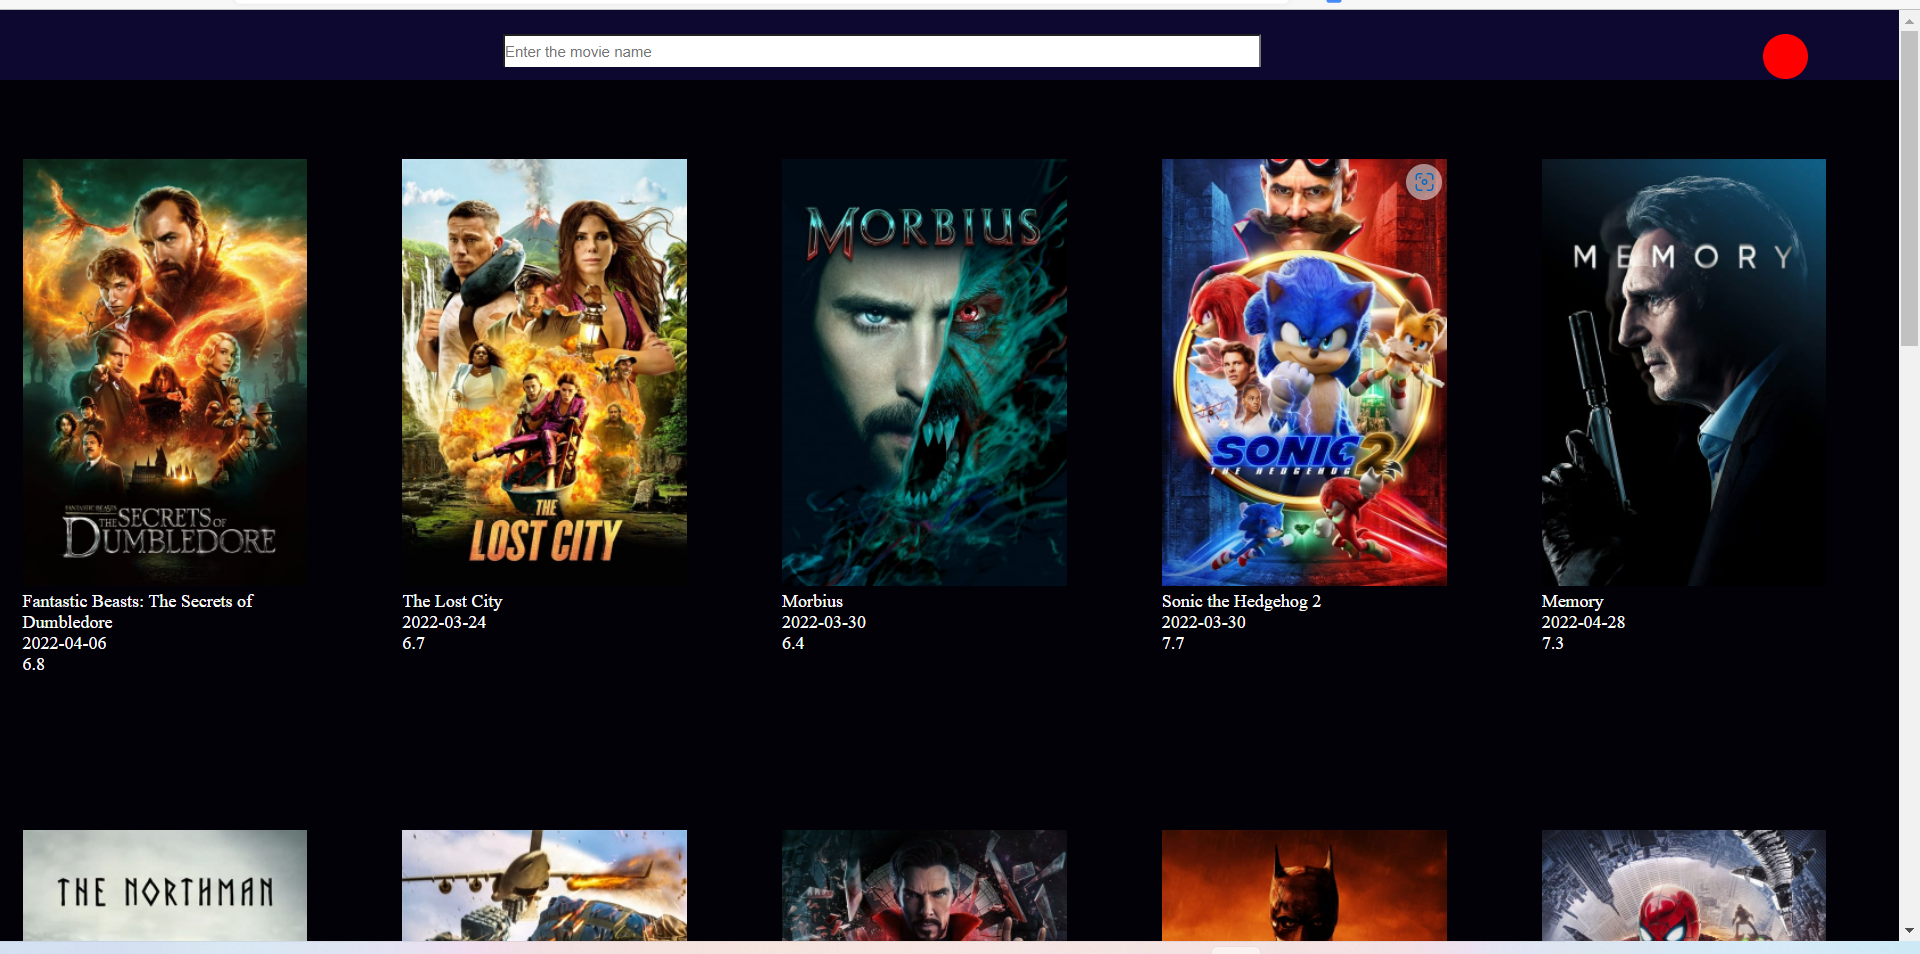 Enter the movie name
FANTASTIC BEASTS
THE SECRETS OF
DUMBLEDORE
THE
LOST CITY
MORBIUS
SONIC 2
THE HEDGEHOG
MEMORY
Fantastic Beasts: The Secrets of
Dumbledore
2022-04-06
6.8
The Lost City
2022-03-24
6.7
Morbius
2022-03-30
6.4
Sonic the Hedgehog 2
2022-03-30
7.7
Memory
2022-04-28
7.3
THE NORTHMAN